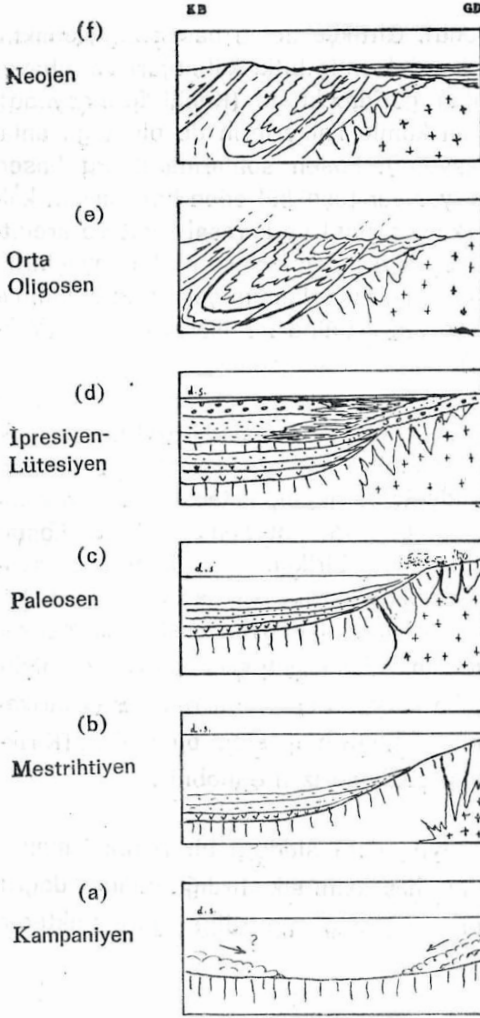 KB GD
(f)
Neojen
(e)
Orta
Oligosen
(d)
İpresiyen-
Lütesiyen
d.s.
(c)
Paleosen
d.s.
(b)
Mestrihtiyen
d.s.
(a)
Kampaniyen
d.s.
?